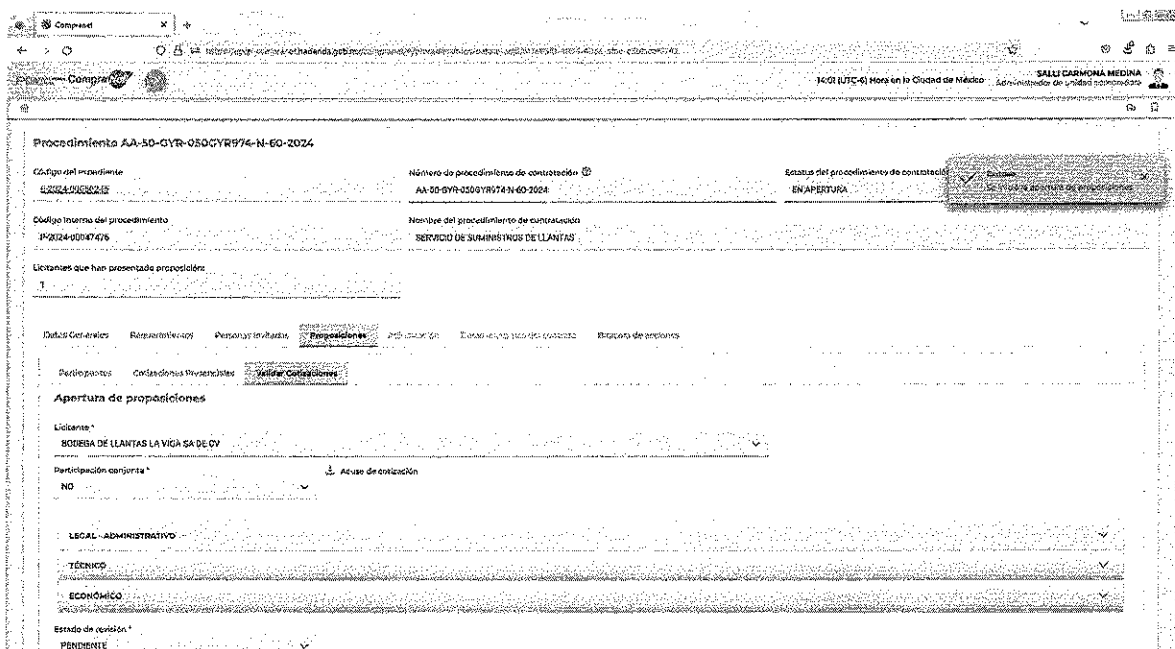 Compranet
Compranet
14:01 (UTC-6) Hora en la Ciudad de México
SALLI CARMONA MEDINA
Administrador de unidad compradora
Procedimiento AA-50-GYR-050GYR974-N-60-2024
Código del expediente
Número de procedimiento de contratación
Estatus del procedimiento de contratación
AA-50-GYR-050GYR974-N-60-2024
EN APERTURA
Código interno del procedimiento
Nombre del procedimiento de contratación
P-2024-00047476
SERVICIO DE SUMINISTROS DE LLANTAS
Licitantes que han presentado proposición:
1
Datos Generales Requerimientos Personas Invitadas Proposiciones
Participantes Cotizaciones Presenciales Validar Cotizaciones
Apertura de proposiciones
Licitante *
BODEGA DE LLANTAS LA VIGA SA DE CV
Participación conjunta *
Acuse de cotización
NO
LEGAL - ADMINISTRATIVO
TÉCNICO
ECONÓMICO
Estado de revisión *
PENDIENTE